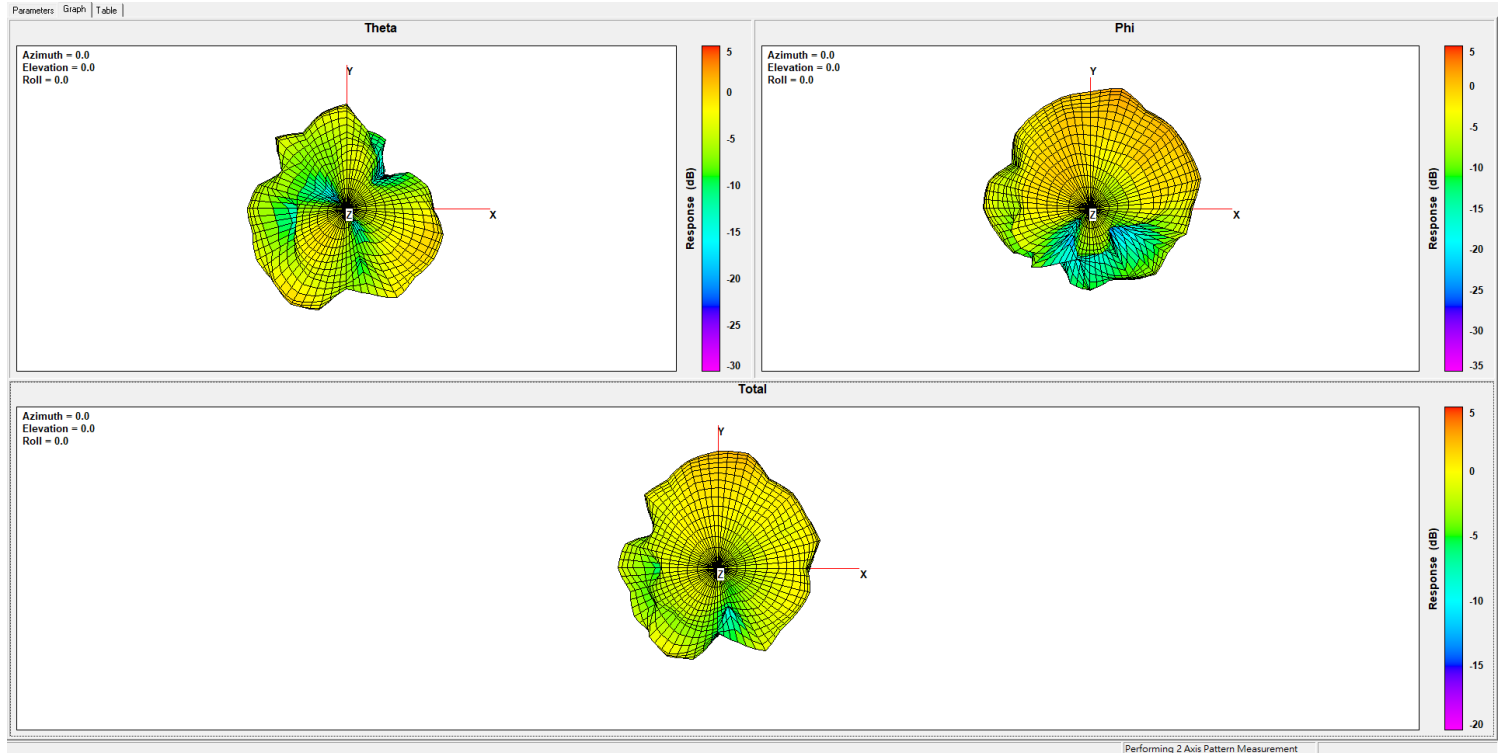 Parameters Graph Table
Theta
Azimuth = 0.0
Elevation = 0.0
Roll = 0.0
Y
X
Z
Response (dB)
5
0
-5
-10
-15
-20
-25
-30
Phi
Azimuth = 0.0
Elevation = 0.0
Roll = 0.0
Y
X
Z
Response (dB)
5
0
-5
-10
-15
-20
-25
-30
-35
Total
Azimuth = 0.0
Elevation = 0.0
Roll = 0.0
Y
X
Z
Response (dB)
5
0
-5
-10
-15
-20
Performing 2 Axis Pattern Measurement